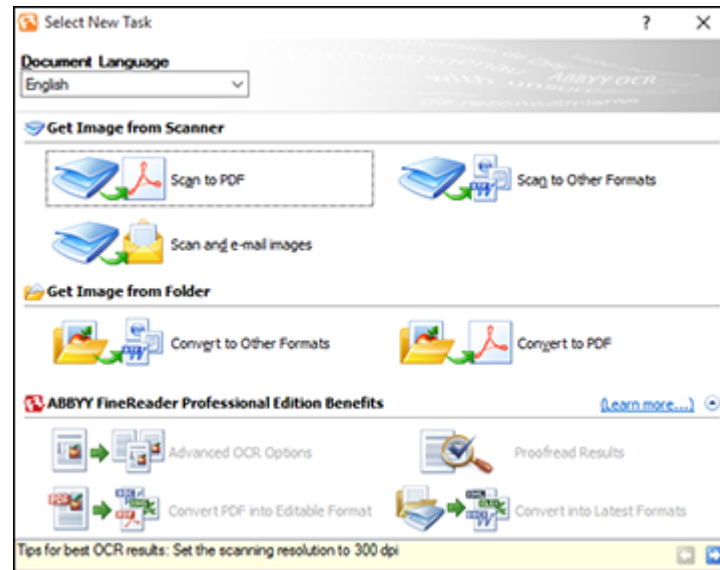 Select New Task
?
Document Language
English
ABBYY OCR
Get Image from Scanner
Scan to PDF
Scan to Other Formats
Scan and e-mail images
Get Image from Folder
Convert to Other Formats
Convert to PDF
ABBYY FineReader Professional Edition Benefits
(Learn more...)
Advanced OCR Options
Proofread Results
Convert PDF into Editable Format
Convert into Latest Formats
Tips for best OCR results: Set the scanning resolution to 300 dpi